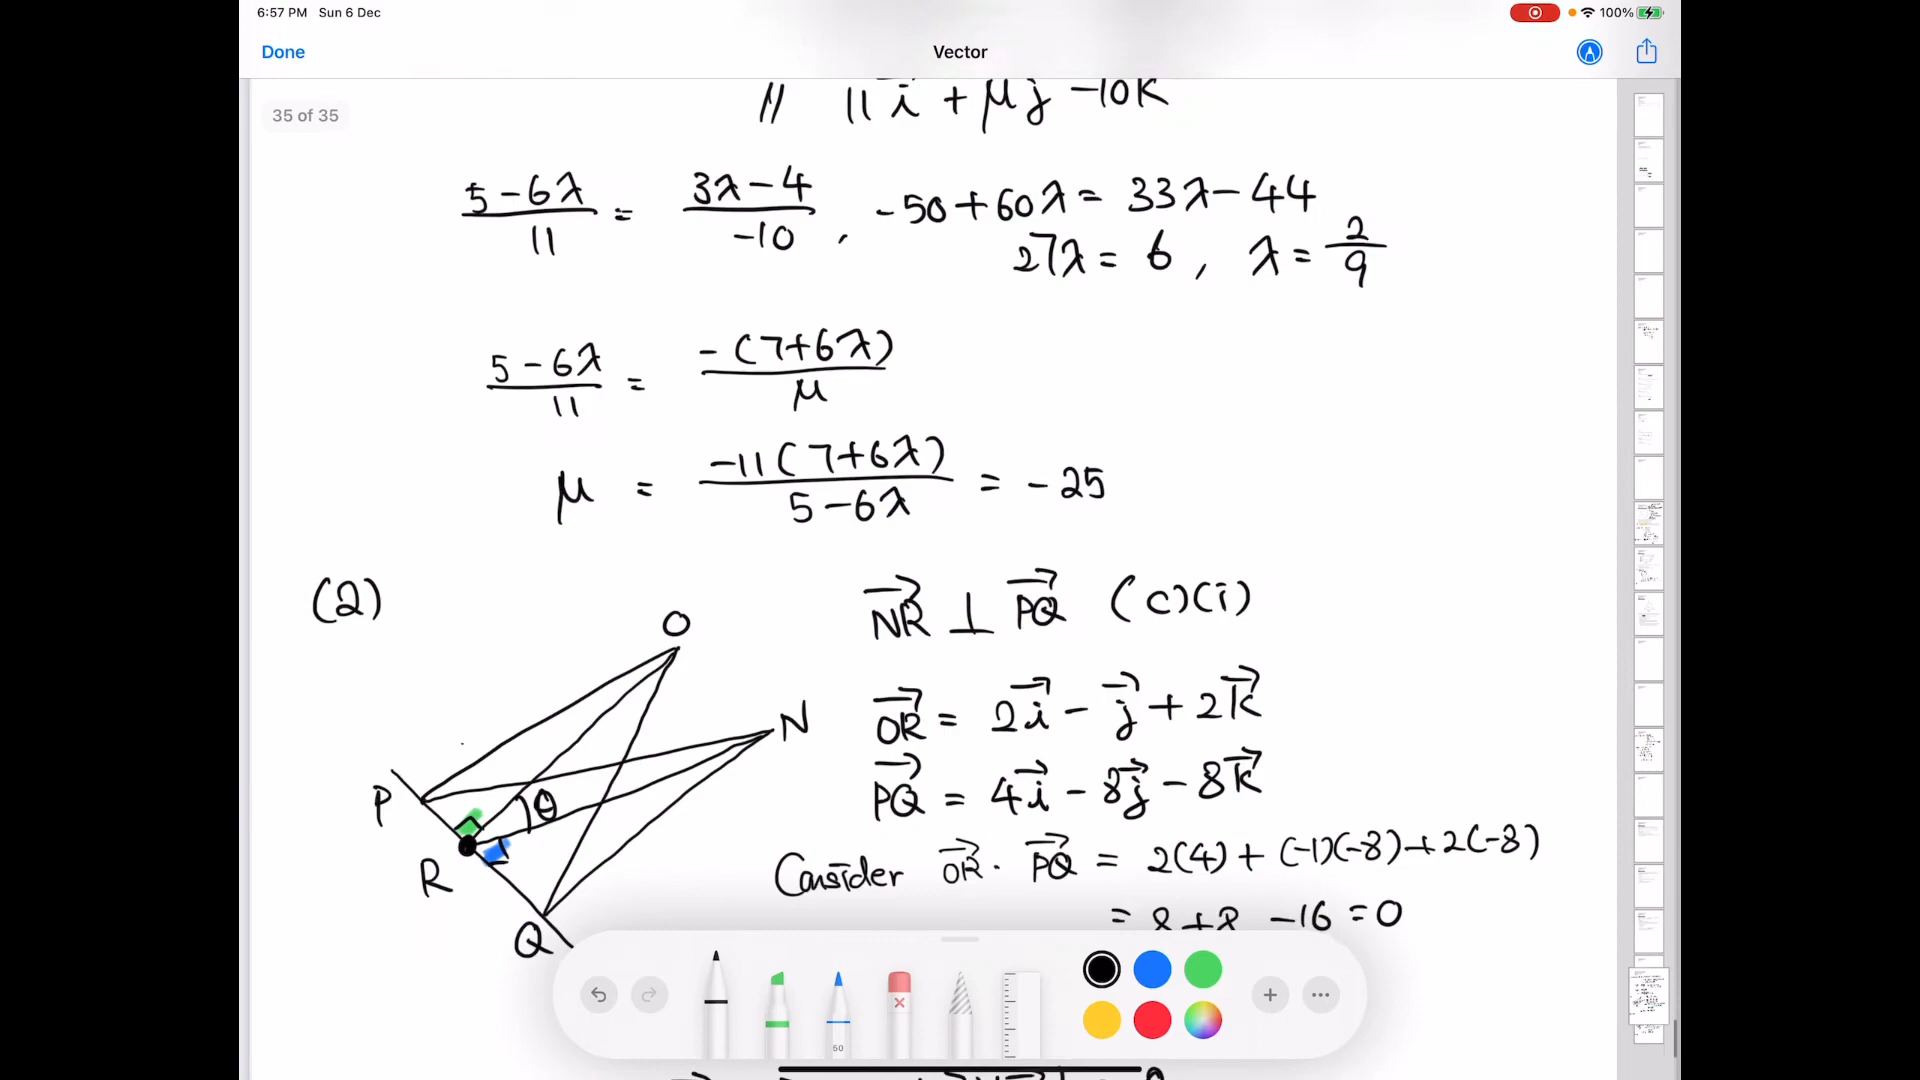 6:57 PM Sun 6 Dec 100%
Done Vector
35 of 35
// 11i + μj -10k
5-6λ/11 = 3λ-4/-10 , -50+60λ = 33λ-44
27λ = 6 , λ = 2/9
5-6λ/11 = -(7+6λ)/μ
μ = -11(7+6λ)/5-6λ = -25
(2) NR ⊥ PQ (c)(i)
O
OR = 2i - j + 2k
N
PQ = 4i - 8j - 8k
P
θ
R
Consider OR · PQ = 2(4) + (-1)(-8) + 2(-8)
= 8+8 -16 = 0
Q
50